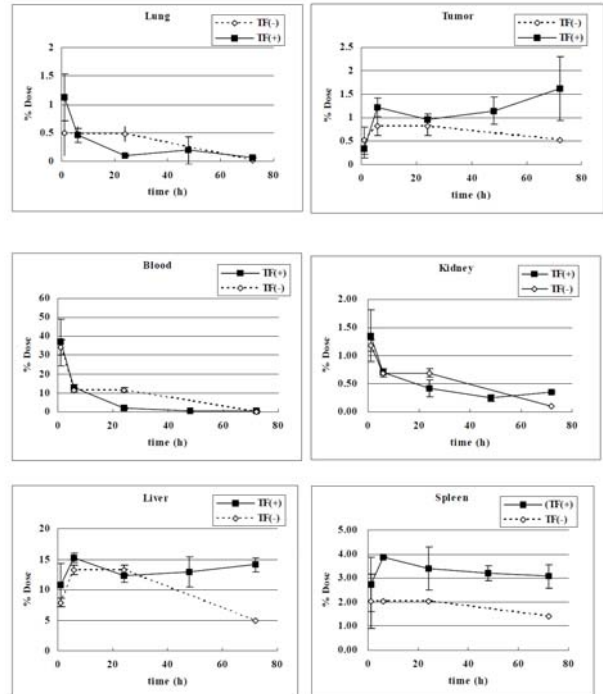 Lung
TF(-)
TF(+)
2
1.5
1
0.5
0
% Dose
0 20 40 60 80
time (h)
Tumor
TF(-)
TF(+)
2.5
2
1.5
1
0.5
0
% Dose
0 20 40 60 80
time (h)
Blood
TF(+)
TF(-)
60
50
40
30
20
10
0
% Dose
0 20 40 60 80
time (h)
Kidney
TF(+)
TF(-)
2.00
1.50
1.00
0.50
0.00
% Dose
0 20 40 60 80
time (h)
Liver
TF(+)
TF(-)
20
15
10
5
0
% Dose
0 20 40 60 80
time (h)
Spleen
(TF(+)
TF(-)
5.00
4.00
3.00
2.00
1.00
0.00
% Dose
0 20 40 60 80
time (h)